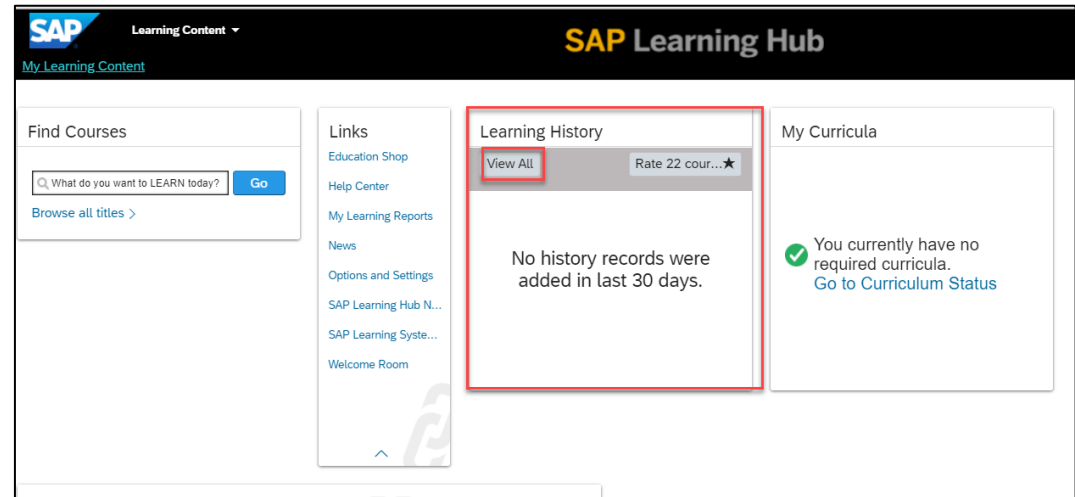 SAP
Learning Content
SAP Learning Hub
My Learning Content
Find Courses
What do you want to LEARN today?
Go
Browse all titles >
Links
Education Shop
Help Center
My Learning Reports
News
Options and Settings
SAP Learning Hub N...
SAP Learning Syste...
Welcome Room
Learning History
View All
Rate 22 cour...★
No history records were
added in last 30 days.
My Curricula
You currently have no
required curricula.
Go to Curriculum Status